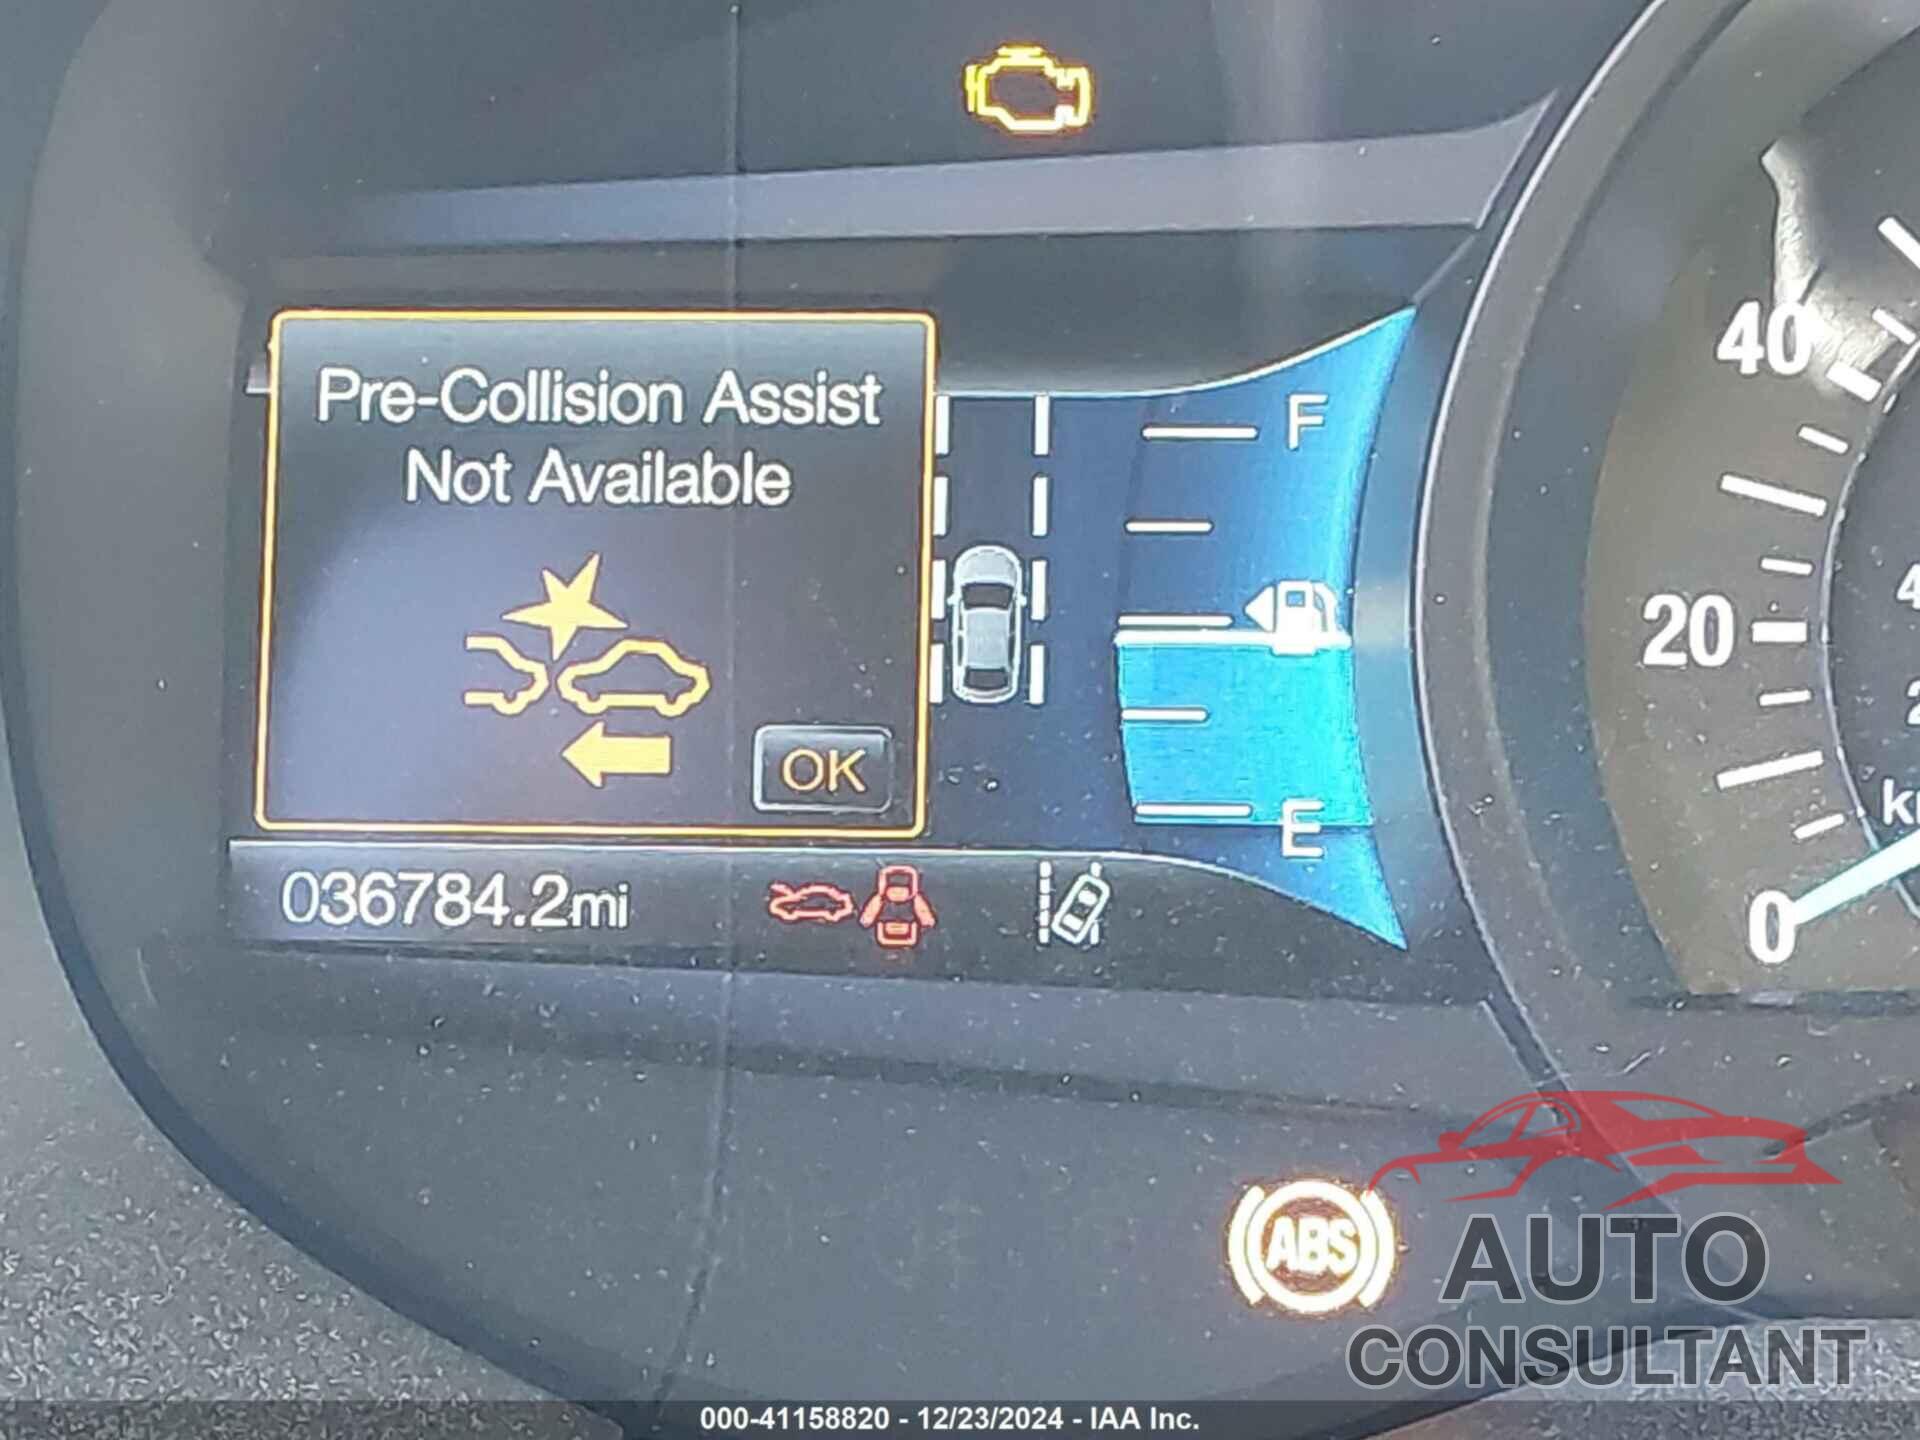 Pre-Collision Assist
Not Available
OK
F
E
036784.2mi
40
20
0
ABS
AUTO
CONSULTANT
000-41158820 - 12/23/2024 - IAA Inc.